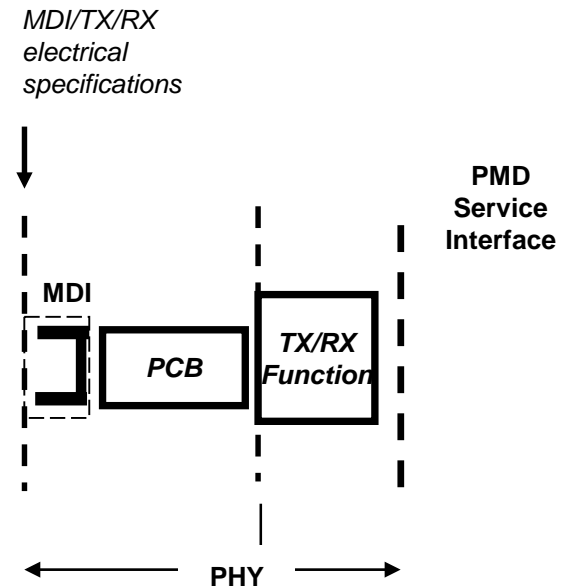 MDI/TX/RX
electrical
specifications
PMD
Service
Interface
MDI
PCB
TX/RX
Function
PHY